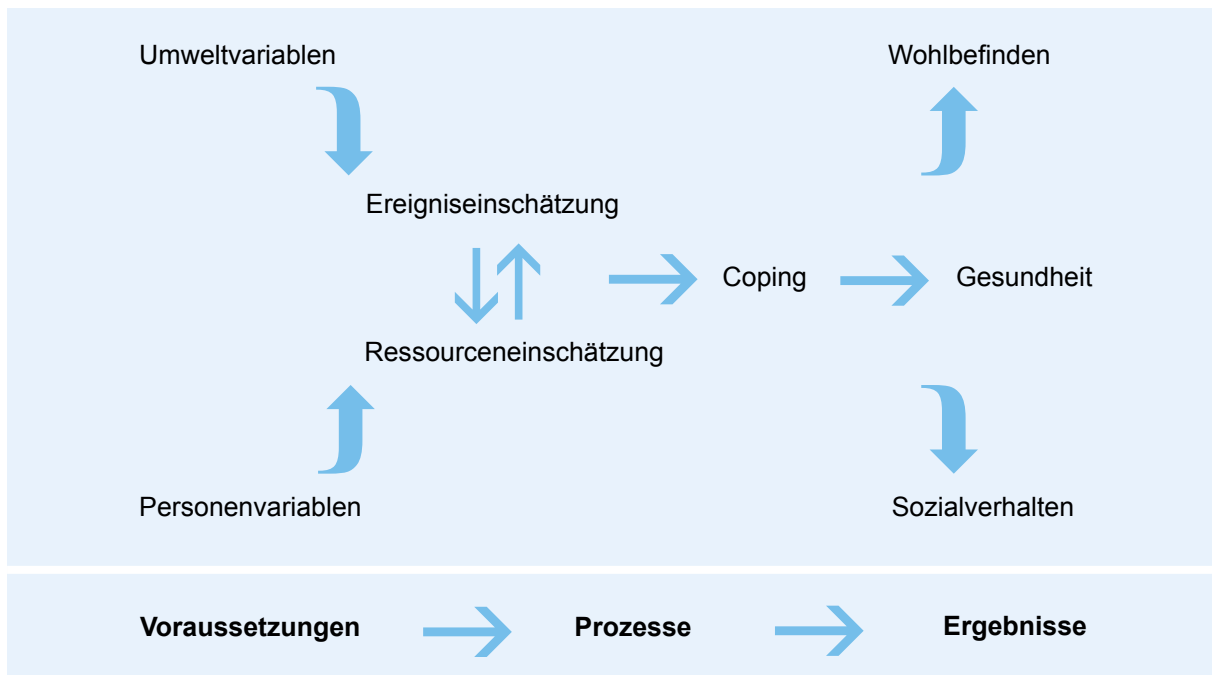 Umweltvariablen
Wohlbefinden
Ereigniseinschätzung
Coping
Gesundheit
Ressourceneinschätzung
Personenvariablen
Sozialverhalten
Voraussetzungen
Prozesse
Ergebnisse